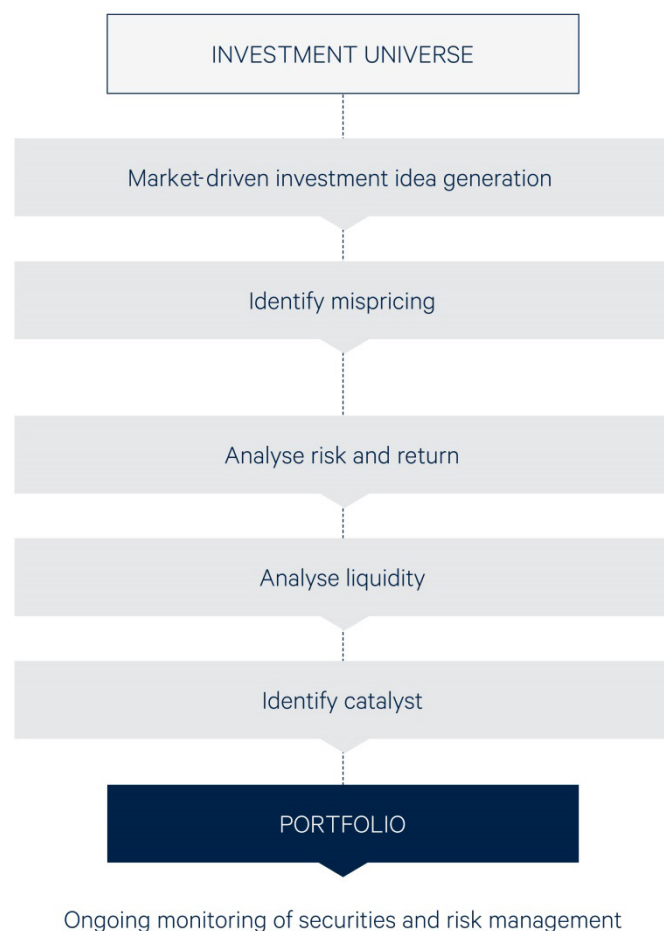 INVESTMENT UNIVERSE
Market-driven investment idea generation
Identify mispricing
Analyse risk and return
Analyse liquidity
Identify catalyst
PORTFOLIO
Ongoing monitoring of securities and risk management